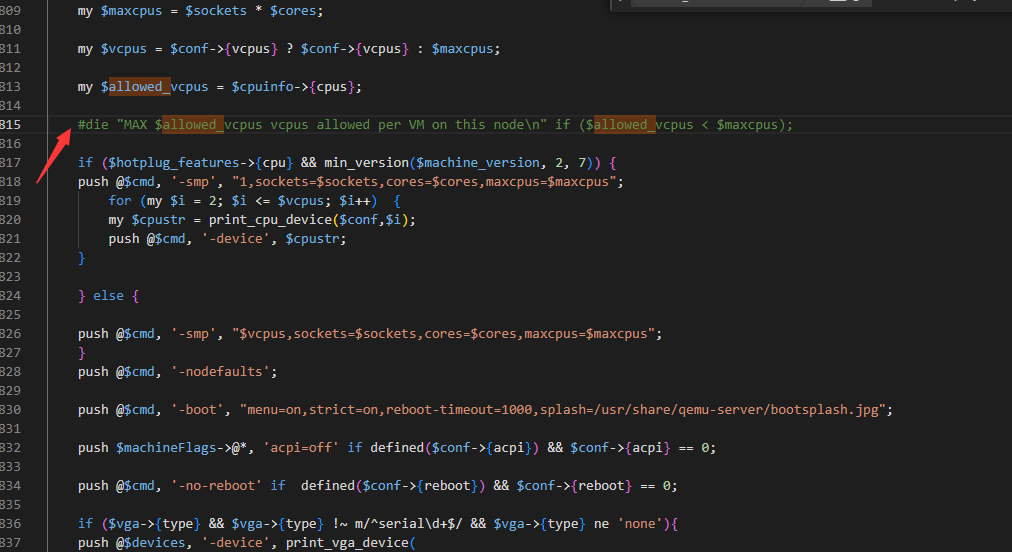 809 my $maxcpus = $sockets * $cores;
810
811 my $vcpus = $conf->{vcpus} ? $conf->{vcpus} : $maxcpus;
812
813 my $allowed_vcpus = $cpuinfo->{cpus};
814
815 #die "MAX $allowed_vcpus vcpus allowed per VM on this node\n" if ($allowed_vcpus < $maxcpus);
816
817 if ($hotplug_features->{cpu} && min_version($machine_version, 2, 7)) {
818 push @$cmd, '-smp', "1,sockets=$sockets,cores=$cores,maxcpus=$maxcpus";
819 for (my $i = 2; $i <= $vcpus; $i++) {
820 my $cpustr = print_cpu_device($conf,$i);
821 push @$cmd, '-device', $cpustr;
822 }
823
824 } else {
825
826 push @$cmd, '-smp', "$vcpus,sockets=$sockets,cores=$cores,maxcpus=$maxcpus";
827 }
828 push @$cmd, '-nodefaults';
829
830 push @$cmd, '-boot', "menu=on,strict=on,reboot-timeout=1000,splash=/usr/share/qemu-server/bootsplash.jpg";
831
832 push $machineFlags->@*, 'acpi=off' if defined($conf->{acpi}) && $conf->{acpi} == 0;
833
834 push @$cmd, '-no-reboot' if defined($conf->{reboot}) && $conf->{reboot} == 0;
835
836 if ($vga->{type} && $vga->{type} !~ m/^serial\d+$/ && $vga->{type} ne 'none'){
837 push @$devices, '-device', print_vga_device(